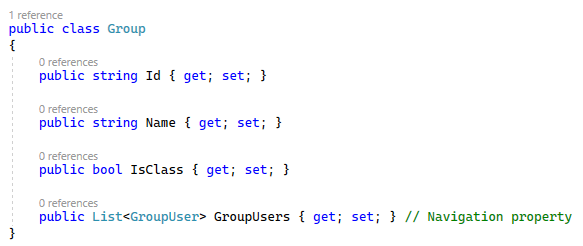 1 reference
public class Group
{
0 references
public string Id { get; set; }
0 references
public string Name { get; set; }
0 references
public bool IsClass { get; set; }
0 references
public List<GroupUser> GroupUsers { get; set; } // Navigation property
}